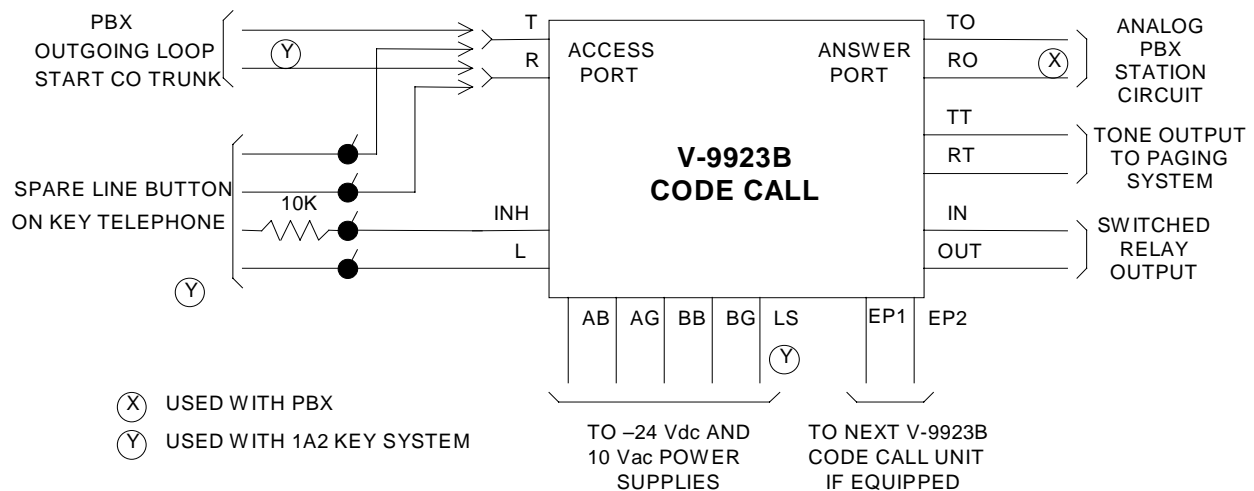 PBX
OUTGOING LOOP
START CO TRUNK
Y
T
R
ACCESS
PORT
ANSWER
PORT
TO
RO
X
ANALOG
PBX
STATION
CIRCUIT
TT
RT
TONE OUTPUT
TO PAGING
SYSTEM
V-9923B
CODE CALL
SPARE LINE BUTTON
ON KEY TELEPHONE
10K
INH
L
Y
IN
OUT
SWITCHED
RELAY
OUTPUT
AB AG BB BG LS
Y
EP1 EP2
X USED WITH PBX
Y USED WITH 1A2 KEY SYSTEM
TO –24 Vdc AND
10 Vac POWER
SUPPLIES
TO NEXT V-9923B
CODE CALL UNIT
IF EQUIPPED